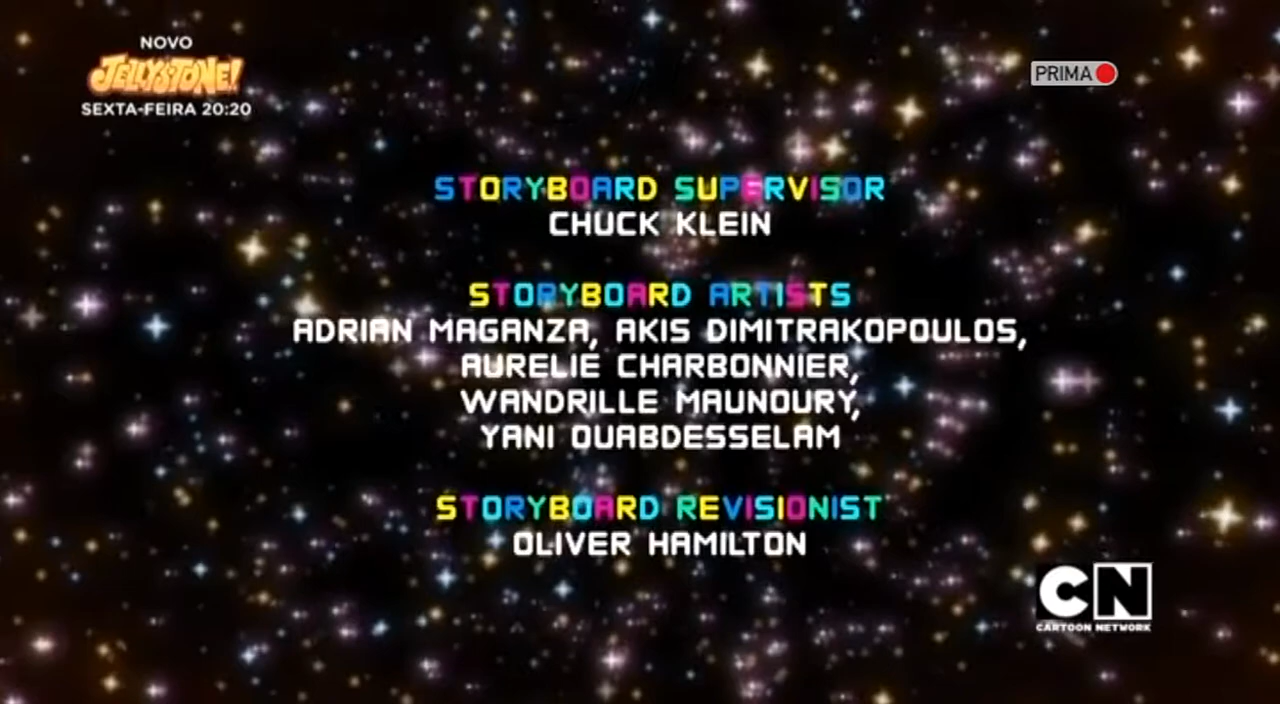 NOVO
JELLYSTONE!
SEXTA-FEIRA 20:20
PRIMA
STORYBOARD SUPERVISOR
CHUCK KLEIN
STORYBOARD ARTISTS
ADRIAN MAGANZA, AKIS DIMITRAKOPOULOS,
AURELIE CHARBONNIER,
WANDRILLE MAUNOURY,
YANI OUABDESSELAM
STORYBOARD REVISIONIST
OLIVER HAMILTON
CN
CARTOON NETWORK